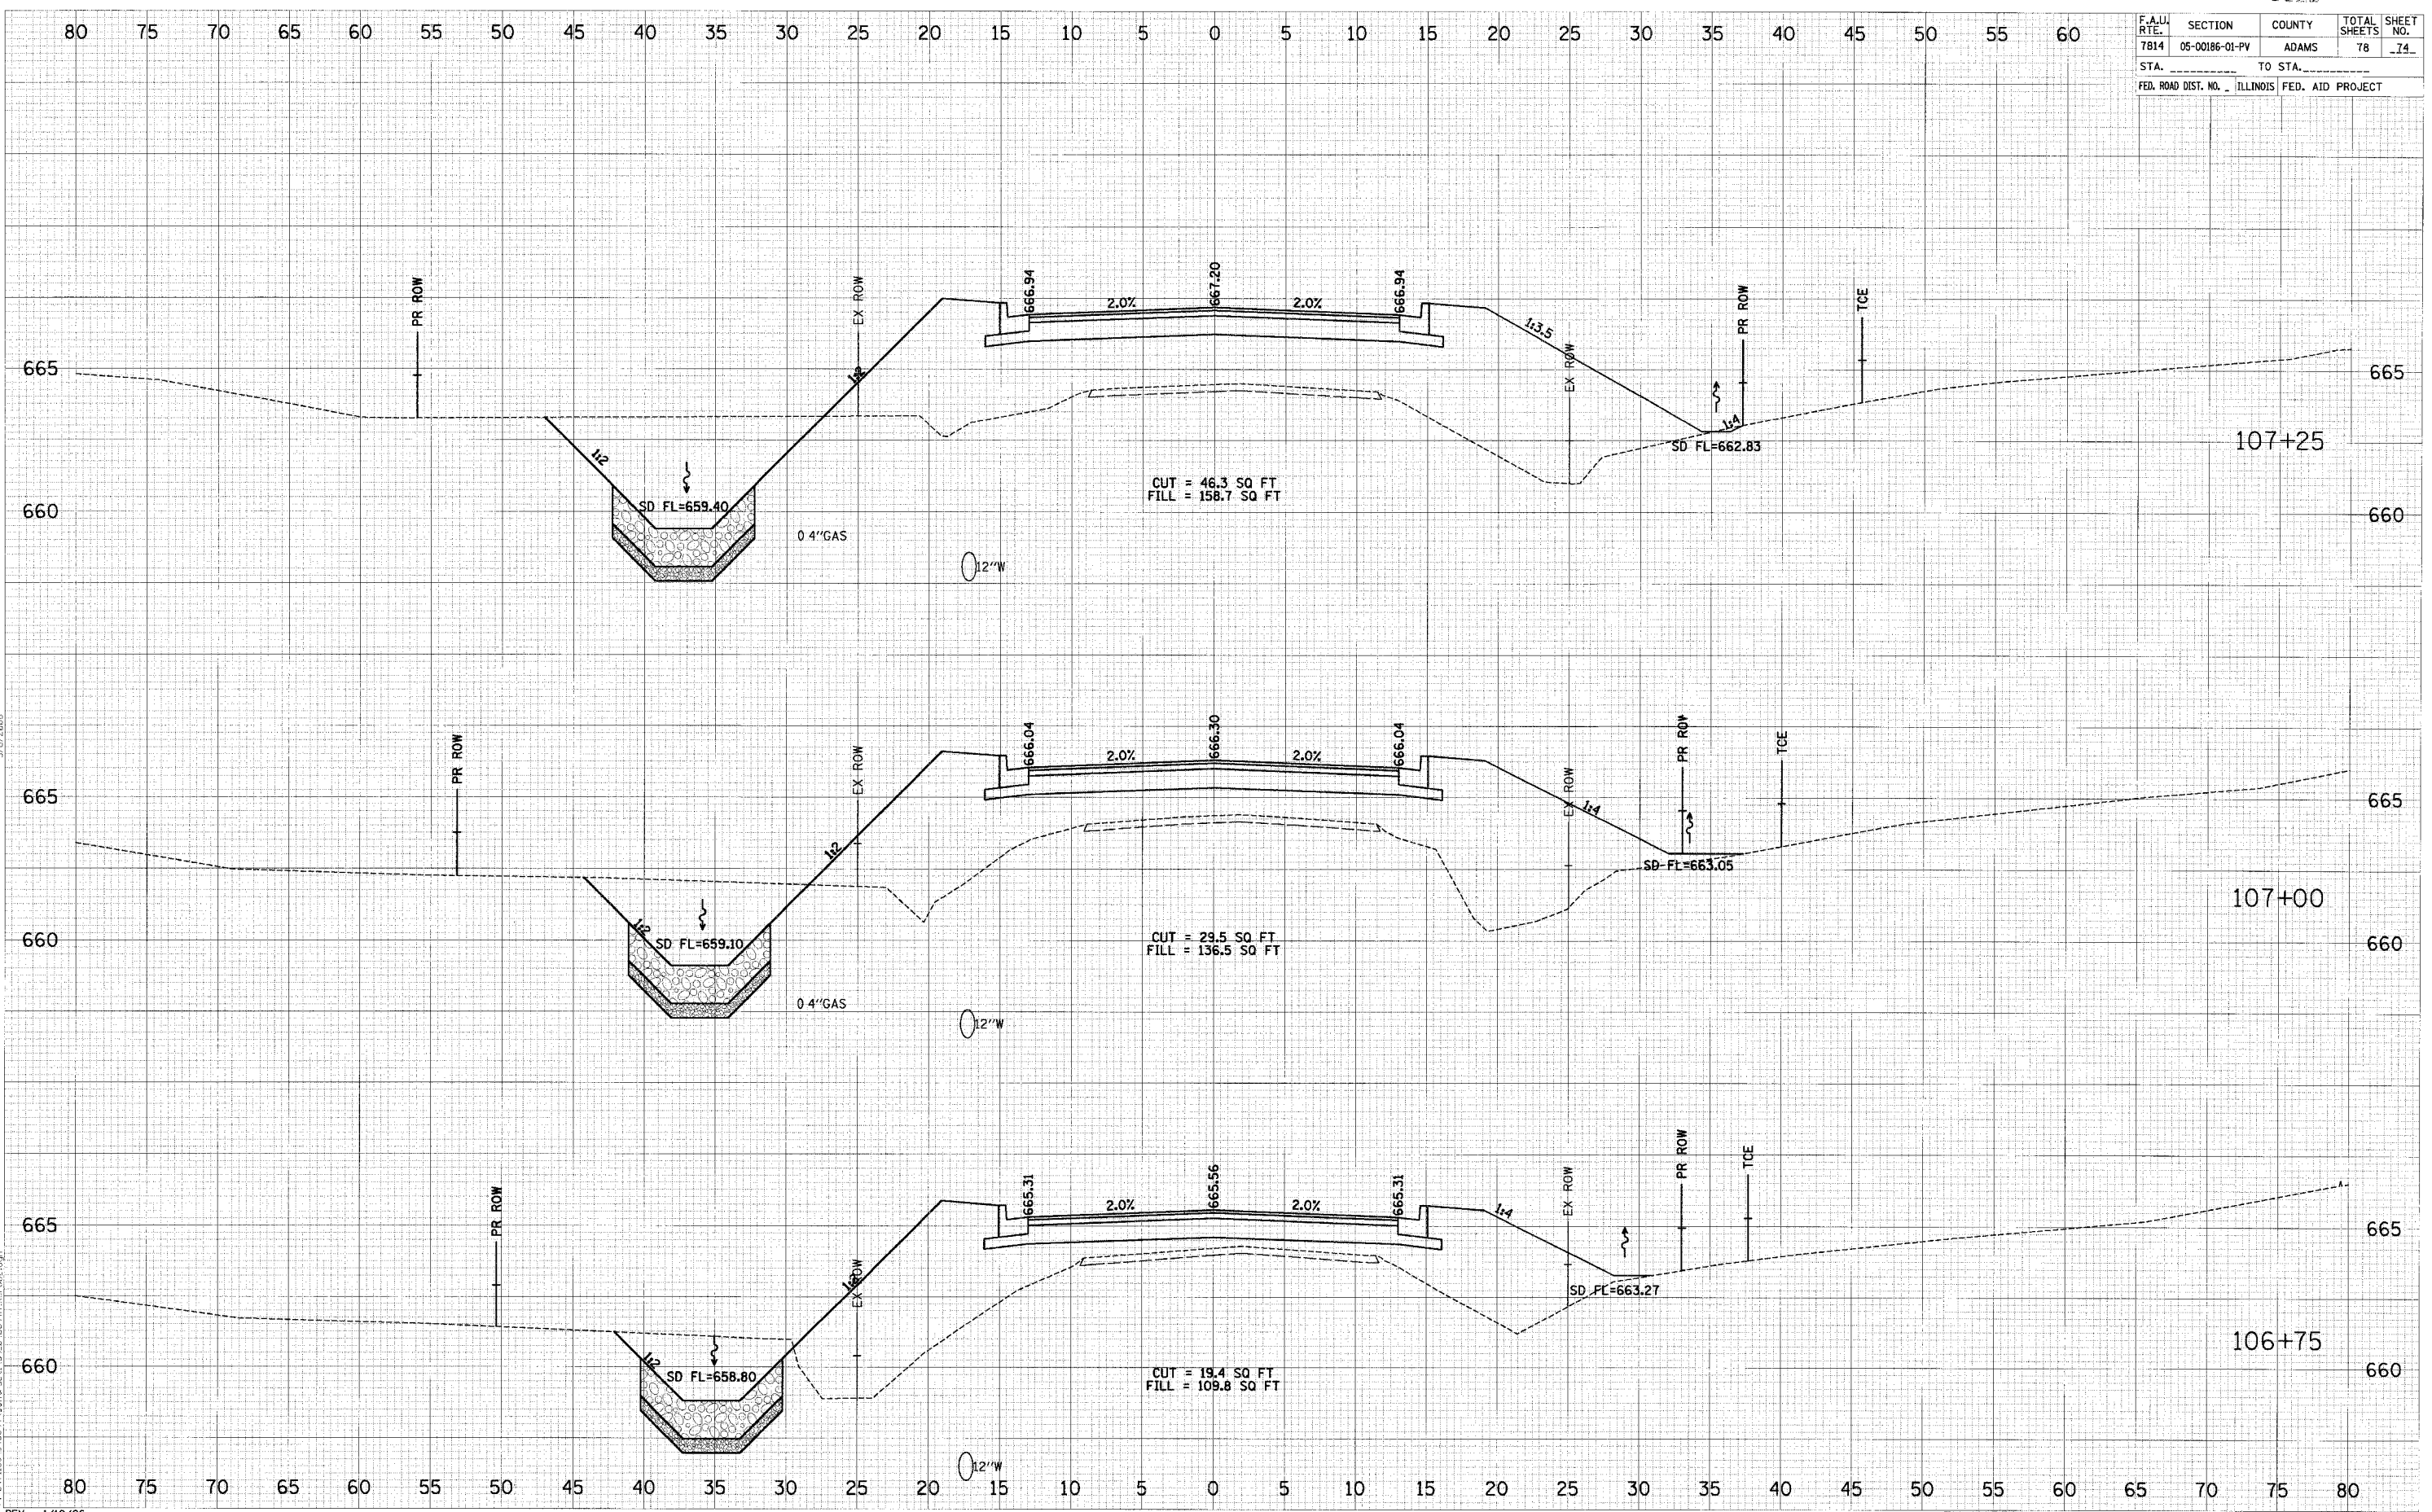 80 75 70 65 60 55 50 45 40 35 30 25 20 15 10 5 0 5 10 15 20 25 30 35 40 45 50 55 60
F.A.U. RTE. SECTION COUNTY TOTAL SHEETS SHEET NO.
7814 05-00186-01-PV ADAMS 78 74
STA. __________ TO STA. __________
FED. ROAD DIST. NO. _ ILLINOIS FED. AID PROJECT
PR ROW
EX ROW
666.94
2.0%
667.20
2.0%
666.94
1:3.5
EX ROW
PR ROW
TCE
665
665
1:2
1:4
SD FL=662.83
107+25
1:2
CUT = 46.3 SQ FT
FILL = 158.7 SQ FT
SD FL=659.40
660
660
0 4"GAS
12"W
PR ROW
EX ROW
666.04
2.0%
666.30
2.0%
666.04
EX ROW
PR ROW
TCE
665
665
1:4
1:2
SD FL=663.05
107+00
1:2
CUT = 29.5 SQ FT
FILL = 136.5 SQ FT
SD FL=659.10
660
660
0 4"GAS
12"W
PR ROW
EX ROW
665.31
2.0%
665.56
2.0%
665.31
1:4
EX ROW
PR ROW
TCE
665
665
1:2
SD FL=663.27
106+75
1:2
CUT = 19.4 SQ FT
FILL = 109.8 SQ FT
SD FL=658.80
660
660
12"W
80 75 70 65 60 55 50 45 40 35 30 25 20 15 10 5 0 5 10 15 20 25 30 35 40 45 50 55 60 65 70 75 80